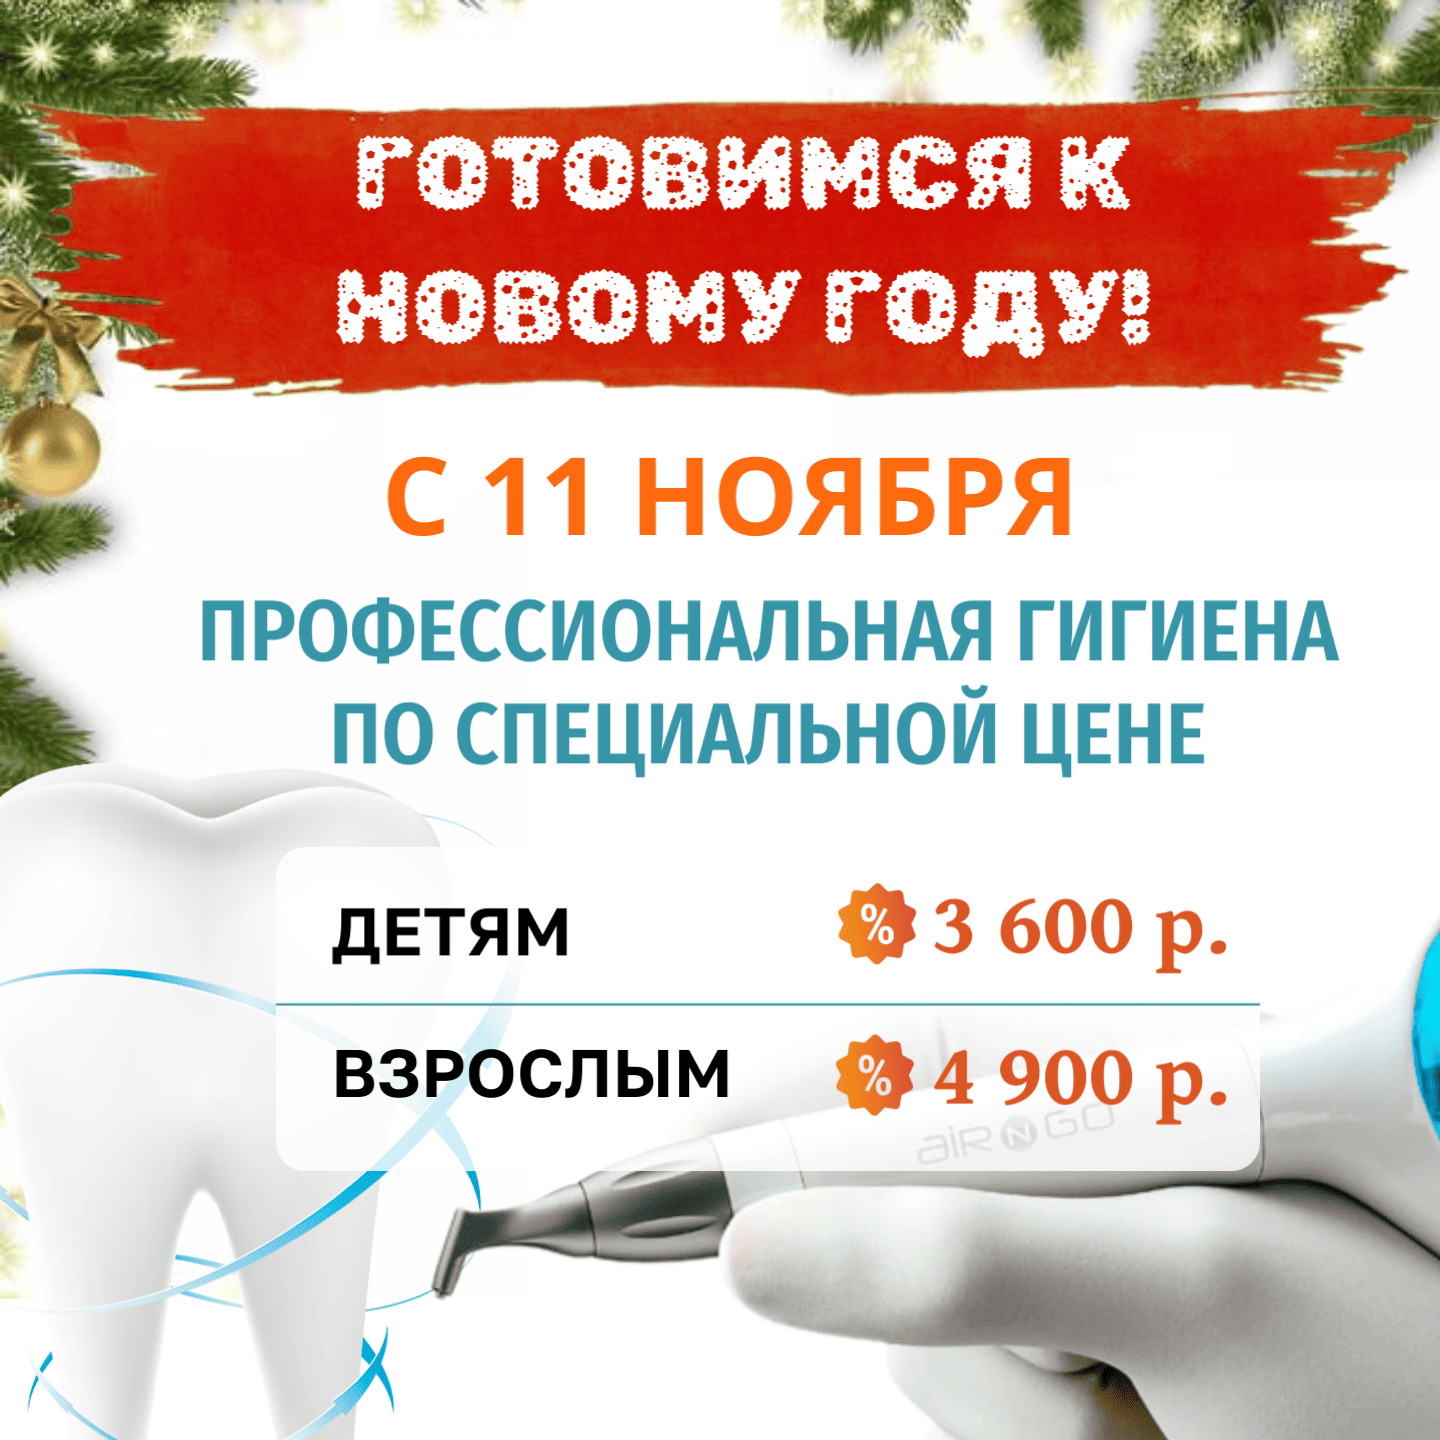 ГОТОВИМСЯ К
НОВОМУ ГОДУ!
С 11 НОЯБРЯ
ПРОФЕССИОНАЛЬНАЯ ГИГИЕНА
ПО СПЕЦИАЛЬНОЙ ЦЕНЕ
ДЕТЯМ % 3 600 р.
ВЗРОСЛЫМ % 4 900 р.
aiR N GO